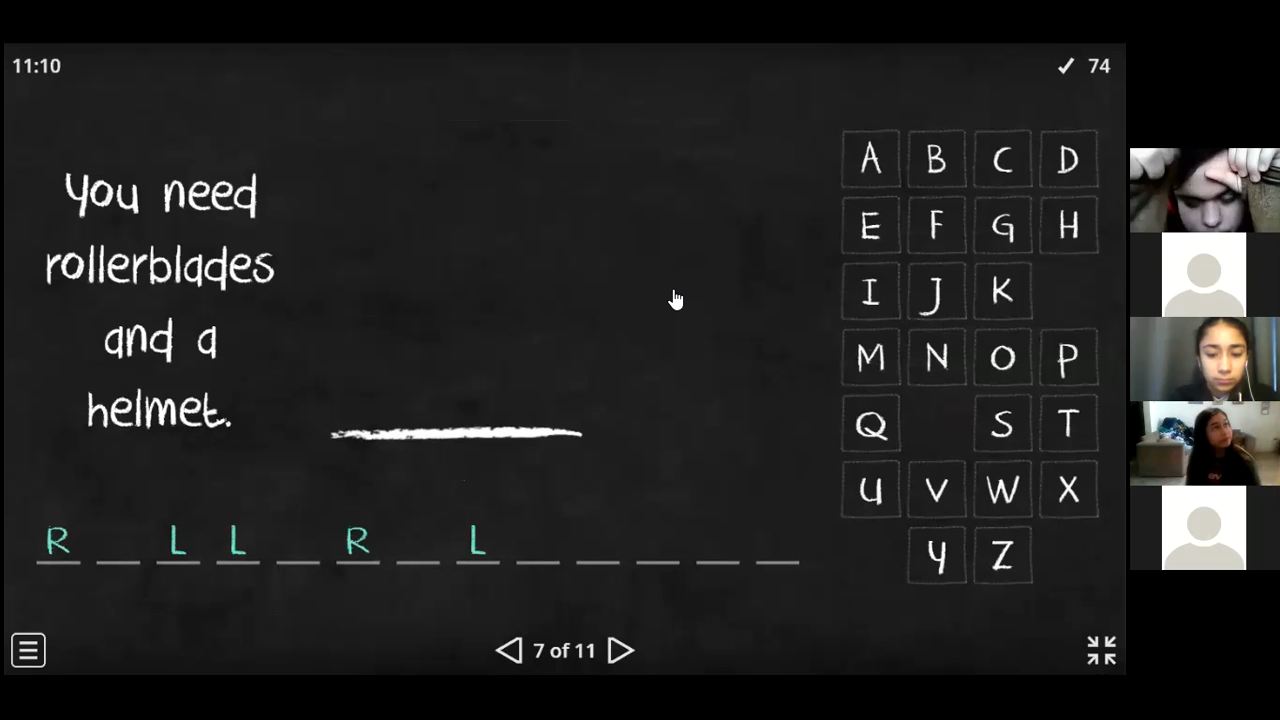 11:10
✓ 74
You need
rollerblades
and a
helmet.
A B C D
E F G H
I J K
M N O P
Q S T
U V W X
Y Z
R _ L L _ R _ L _ _ _ _ _
7 of 11